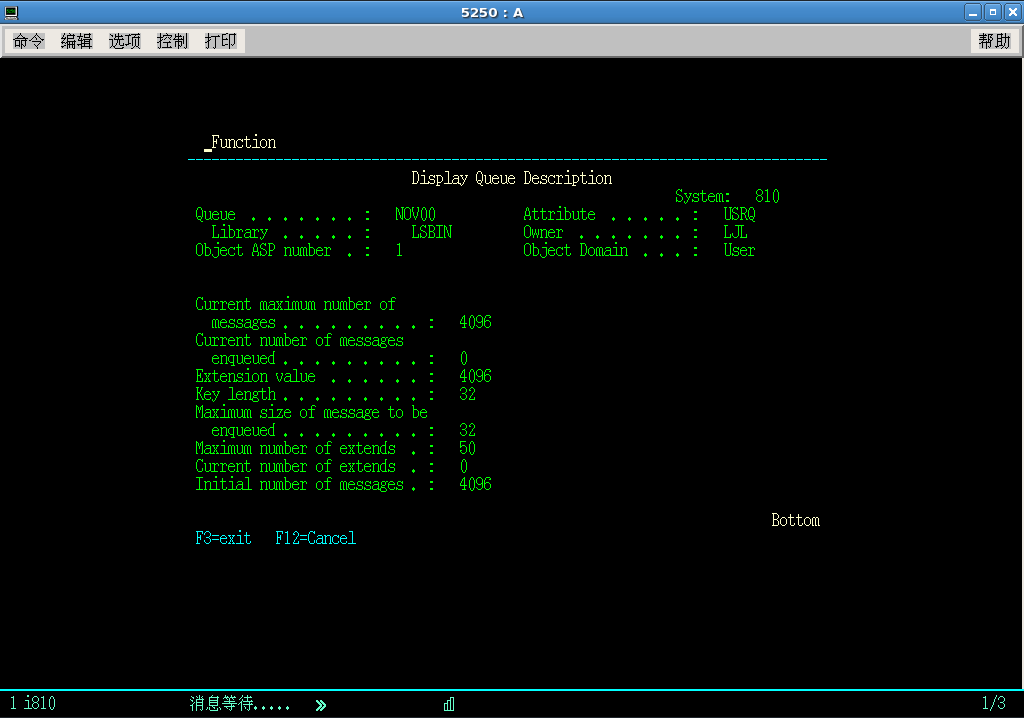 5250 : A
命令 编辑 选项 控制 打印 帮助
_Function
Display Queue Description
System: 810
Queue . . . . . . . : NOV00 Attribute . . . . . : USRQ
Library . . . . . : LSBIN Owner . . . . . . . : LJL
Object ASP number . : 1 Object Domain . . . : User
Current maximum number of
messages . . . . . . . . . : 4096
Current number of messages
enqueued . . . . . . . . . : 0
Extension value . . . . . . : 4096
Key length . . . . . . . . . : 32
Maximum size of message to be
enqueued . . . . . . . . . : 32
Maximum number of extends . : 50
Current number of extends . : 0
Initial number of messages . : 4096
Bottom
F3=exit F12=Cancel
1 i810 消息等待..... » 1/3